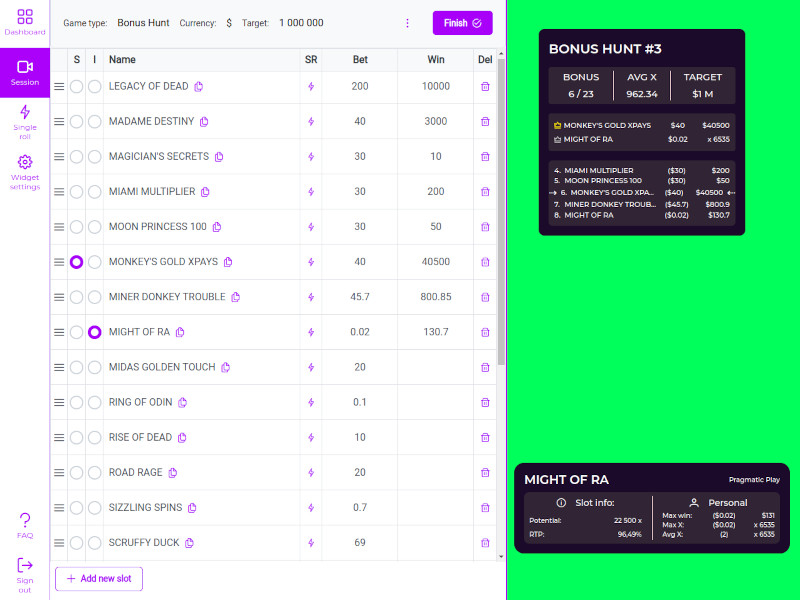 Dashboard
Session
Single
roll
Widget
settings
FAQ
Sign
out
Game type: Bonus Hunt Currency: $ Target: 1 000 000
Finish
S I Name SR Bet Win Del
LEGACY OF DEAD 200 10000
MADAME DESTINY 40 3000
MAGICIAN'S SECRETS 30 10
MIAMI MULTIPLIER 30 200
MOON PRINCESS 100 30 50
MONKEY'S GOLD XPAYS 40 40500
MINER DONKEY TROUBLE 45.7 800.85
MIGHT OF RA 0.02 130.7
MIDAS GOLDEN TOUCH 20
RING OF ODIN 0.1
RISE OF DEAD 10
ROAD RAGE 20
SIZZLING SPINS 0.7
SCRUFFY DUCK 69
+ Add new slot
BONUS HUNT #3
BONUS AVG X TARGET
6 / 23 962.34 $1 M
MONKEY'S GOLD XPAYS $40 $40500
MIGHT OF RA $0.02 x 6535
4. MIAMI MULTIPLIER ($30) $200
5. MOON PRINCESS 100 ($30) $50
6. MONKEY'S GOLD XPA... ($40) $40500
7. MINER DONKEY TROUB... ($45.7) $800.9
8. MIGHT OF RA ($0.02) $130.7
MIGHT OF RA Pragmatic Play
Slot info:
Potential: 22 500 x
RTP: 96,49%
Personal
Max win: ($0.02) $131
Max X: ($0.02) x 6535
Avg X: (2) x 6535